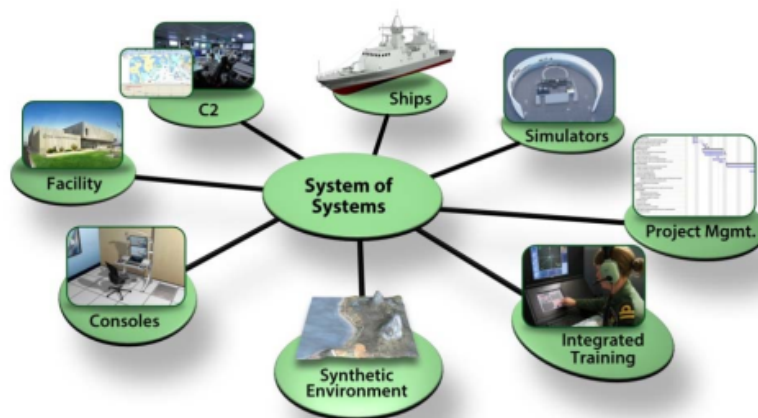 C2
Ships
Simulators
Facility
System of
Systems
Project Mgmt.
Consoles
Synthetic
Environment
Integrated
Training